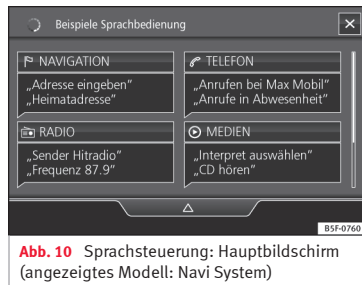 Beispiele Sprachbedienung
NAVIGATION
„Adresse eingeben"
„Heimatadresse"
TELEFON
„Anrufen bei Max Mobil"
„Anrufe in Abwesenheit"
RADIO
„Sender Hitradio"
„Frequenz 87.9"
MEDIEN
„Interpret auswählen"
„CD hören"
B5F-0760
Abb. 10 Sprachsteuerung: Hauptbildschirm
(angezeigtes Modell: Navi System)